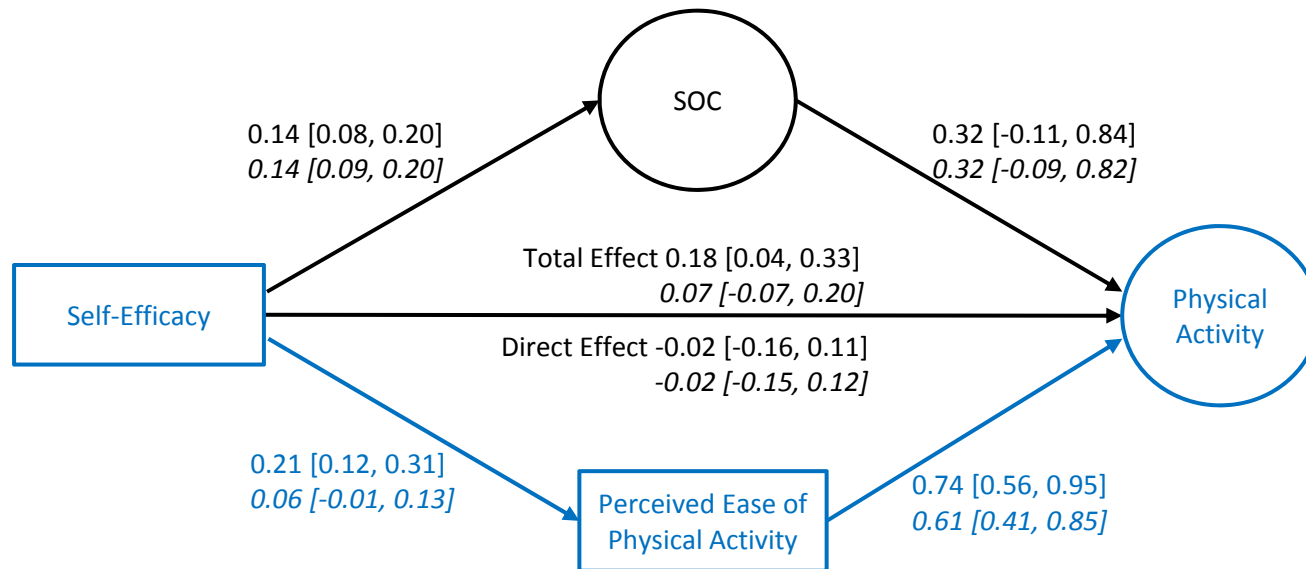 SOC
0.14 [0.08, 0.20]
0.14 [0.09, 0.20]
0.32 [-0.11, 0.84]
0.32 [-0.09, 0.82]
Total Effect 0.18 [0.04, 0.33]
0.07 [-0.07, 0.20]
Self-Efficacy
Physical
Activity
Direct Effect -0.02 [-0.16, 0.11]
-0.02 [-0.15, 0.12]
0.21 [0.12, 0.31]
0.06 [-0.01, 0.13]
Perceived Ease of
Physical Activity
0.74 [0.56, 0.95]
0.61 [0.41, 0.85]